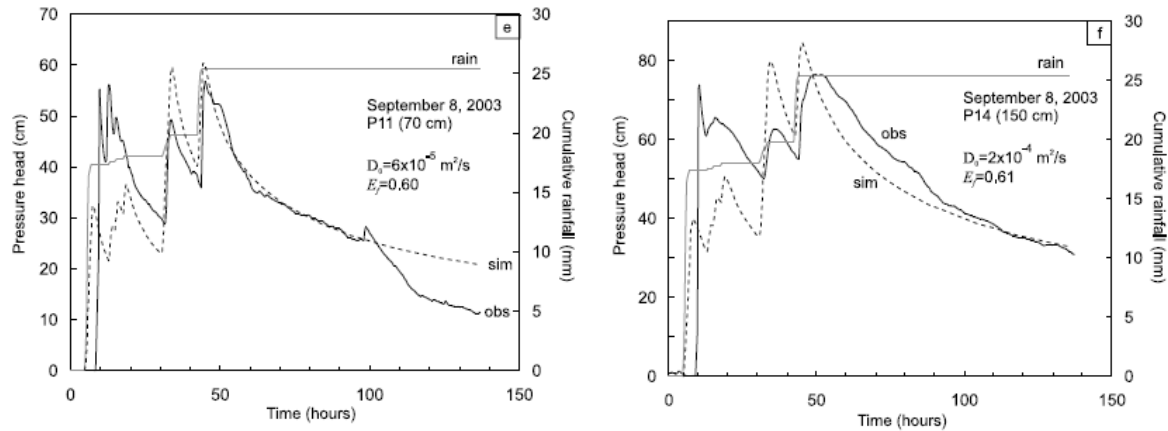 e
Pressure head (cm)
70
60
50
40
30
20
10
0
30
25
20
15
10
5
0
Cumulative rainfall (mm)
rain
September 8, 2003
P11 (70 cm)
D₀=6x10⁻⁵ m²/s
E_f=0,60
sim
obs
0
50
100
150
Time (hours)
f
Pressure head (cm)
80
60
40
20
0
30
25
20
15
10
5
0
Cumulative rainfall (mm)
rain
September 8, 2003
P14 (150 cm)
obs
D₀=2x10⁻⁴ m²/s
E_f=0,61
sim
0
50
100
150
Time (hours)